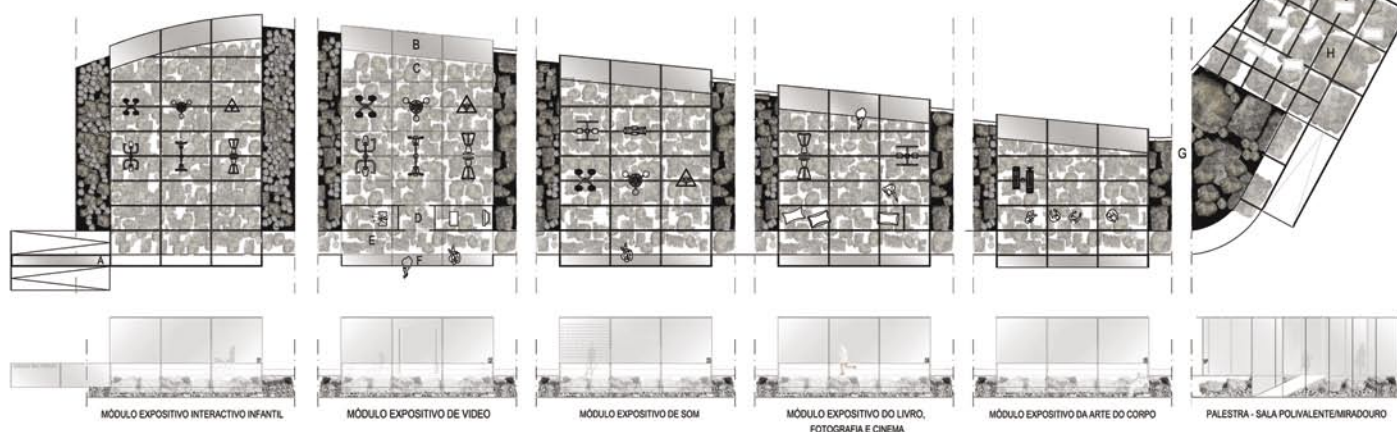 B
C
H
G
D
E
A
F
MÓDULO EXPOSITIVO INTERACTIVO INFANTIL
MÓDULO EXPOSITIVO DE VIDEO
MÓDULO EXPOSITIVO DE SOM
MÓDULO EXPOSITIVO DO LIVRO,
FOTOGRAFIA E CINEMA
MÓDULO EXPOSITIVO DA ARTE DO CORPO
PALESTRA - SALA POLIVALENTE/MIRADOURO